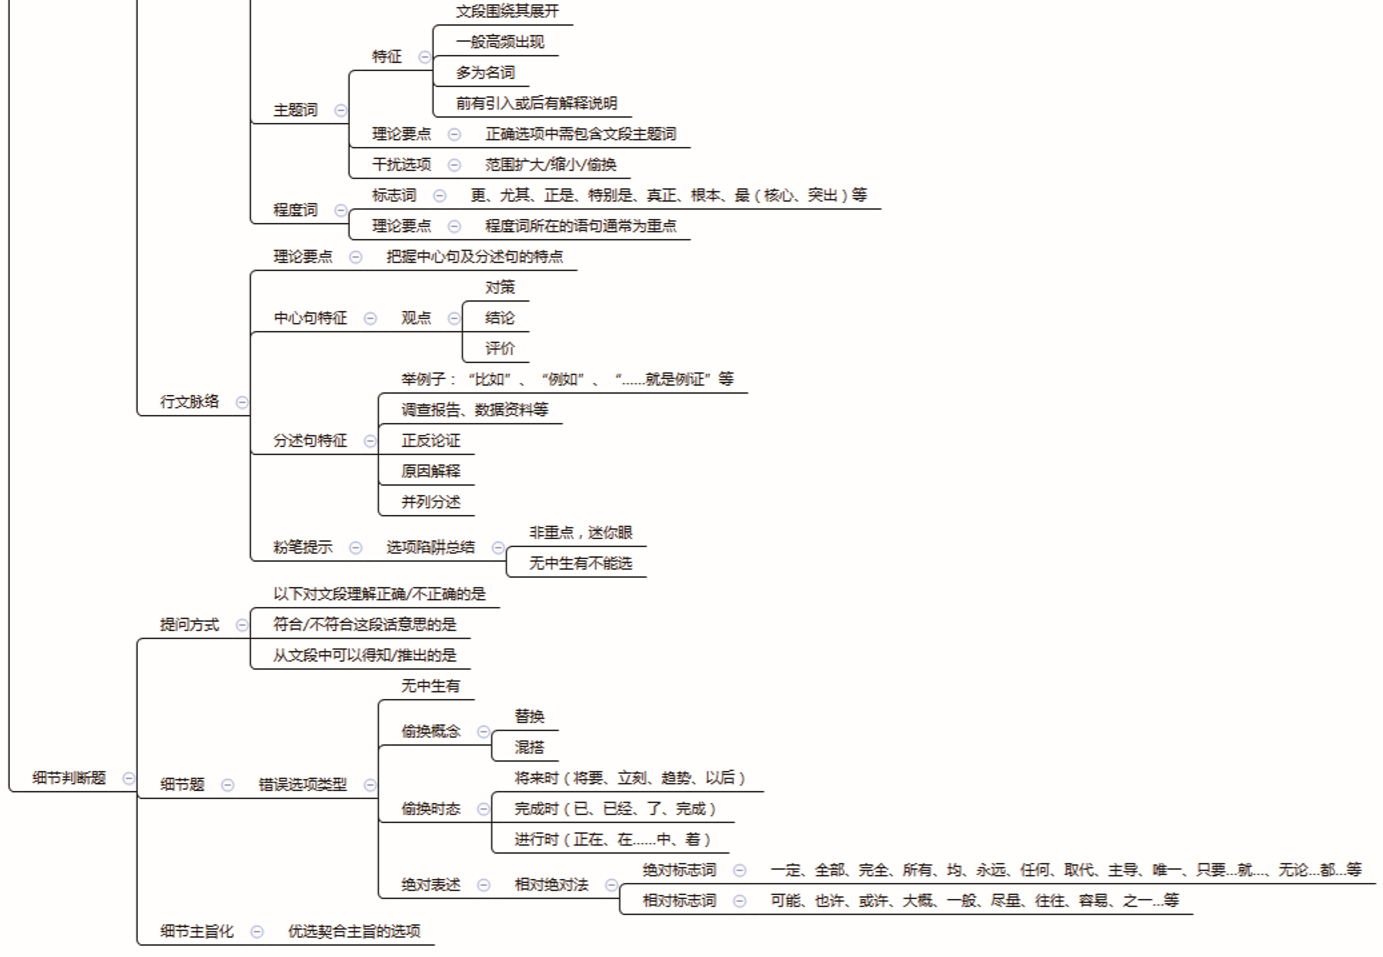 文段围绕其展开
一般高频出现
特征
多为名词
前有引入或后有解释说明
主题词
理论要点 正确选项中需包含文段主题词
干扰选项 范围扩大/缩小/偷换
标志词 更、尤其、正是、特别是、真正、根本、最（核心、突出）等
程度词
理论要点 程度词所在的语句通常为重点
理论要点 把握中心句及分述句的特点
对策
中心句特征 观点 结论
评价
举例子：“比如”、“例如”、“……就是例证”等
行文脉络
调查报告、数据资料等
分述句特征 正反论证
原因解释
并列分述
非重点，迷你眼
粉笔提示 选项陷阱总结
无中生有不能选
以下对文段理解正确/不正确的是
提问方式 符合/不符合这段话意思的是
从文段中可以得知/推出的是
无中生有
替换
偷换概念
混搭
细节判断题 细节题 错误选项类型
将来时（将要、立刻、趋势、以后）
偷换时态 完成时（已、已经、了、完成）
进行时（正在、在……中、着）
绝对标志词 一定、全部、完全、所有、均、永远、任何、取代、主导、唯一、只要...就...、无论...都...等
绝对表述 相对绝对法
相对标志词 可能、也许、或许、大概、一般、尽量、往往、容易、之一...等
细节主旨化 优选契合主旨的选项